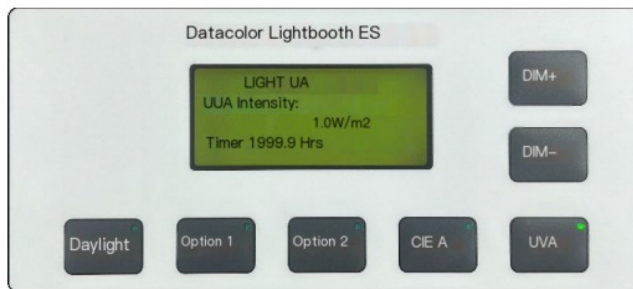 Datacolor Lightbooth ES
LIGHT UA
UUA Intensity:
1.0W/m2
Timer 1999.9 Hrs
DIM+
DIM-
Daylight
Option 1
Option 2
CIE A
UVA